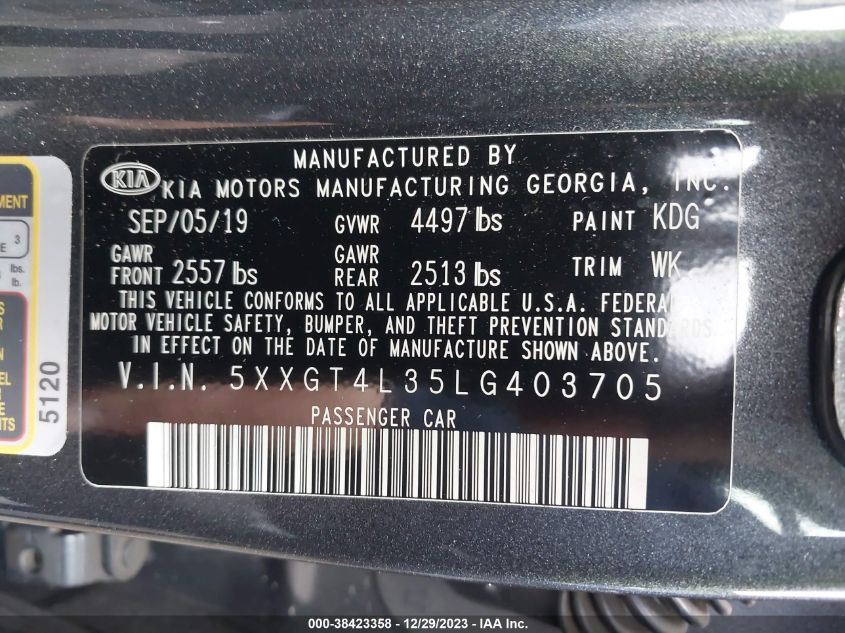 MANUFACTURED BY
KIA KIA MOTORS MANUFACTURING GEORGIA, INC.
SEP/05/19 GVWR 4497 lbs PAINT KDG
GAWR FRONT 2557 lbs GAWR REAR 2513 lbs TRIM WK
THIS VEHICLE CONFORMS TO ALL APPLICABLE U.S.A. FEDERAL
MOTOR VEHICLE SAFETY, BUMPER, AND THEFT PREVENTION STANDARDS
IN EFFECT ON THE DATE OF MANUFACTURE SHOWN ABOVE.
V.I.N. 5XXGT4L35LG403705
PASSENGER CAR
3
lbs.
lb.
5120
000-38423358 - 12/29/2023 - IAA, Inc.